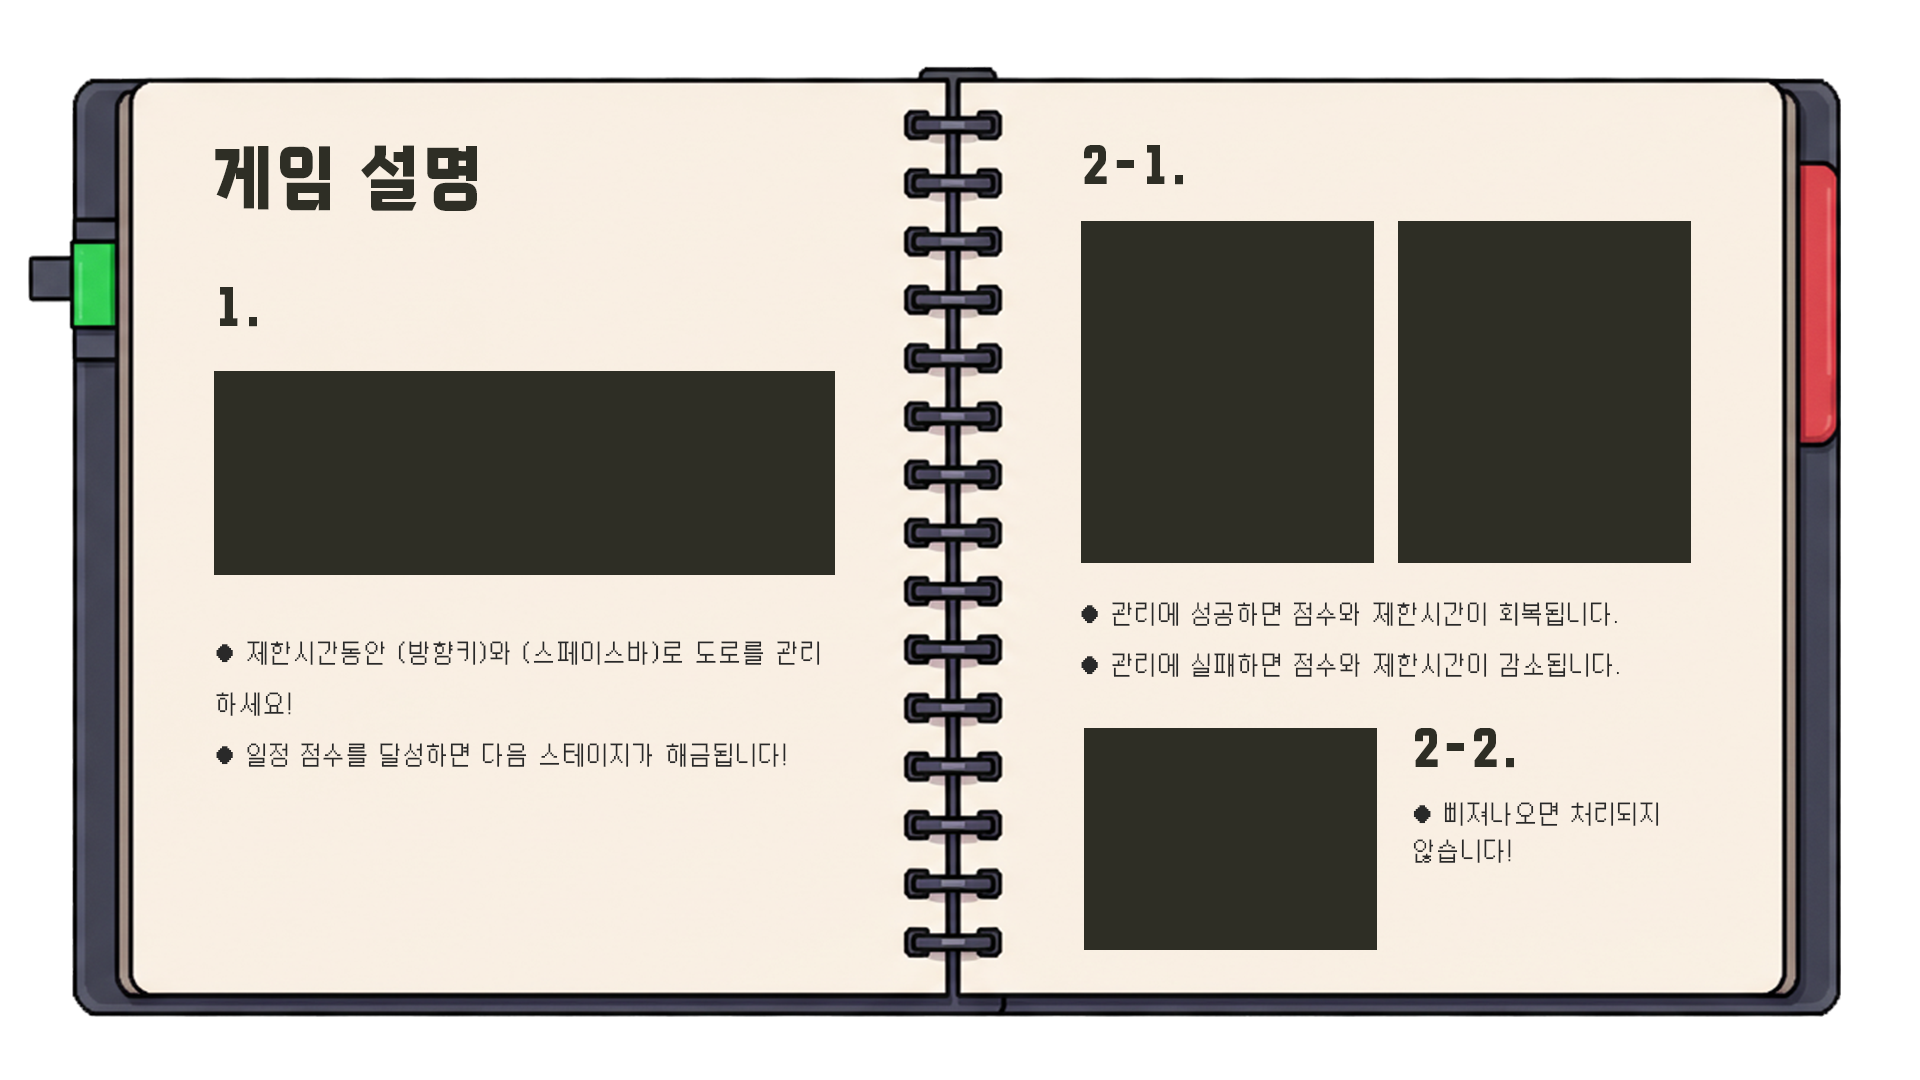 게임 설명
1.
● 제한시간동안 (방향키)와 (스페이스바)로 도로를 관리
하세요!
● 일정 점수를 달성하면 다음 스테이지가 해금됩니다!
2-1.
● 관리에 성공하면 점수와 제한시간이 회복됩니다.
● 관리에 실패하면 점수와 제한시간이 감소됩니다.
2-2.
● 삐져나오면 처리되지
않습니다!